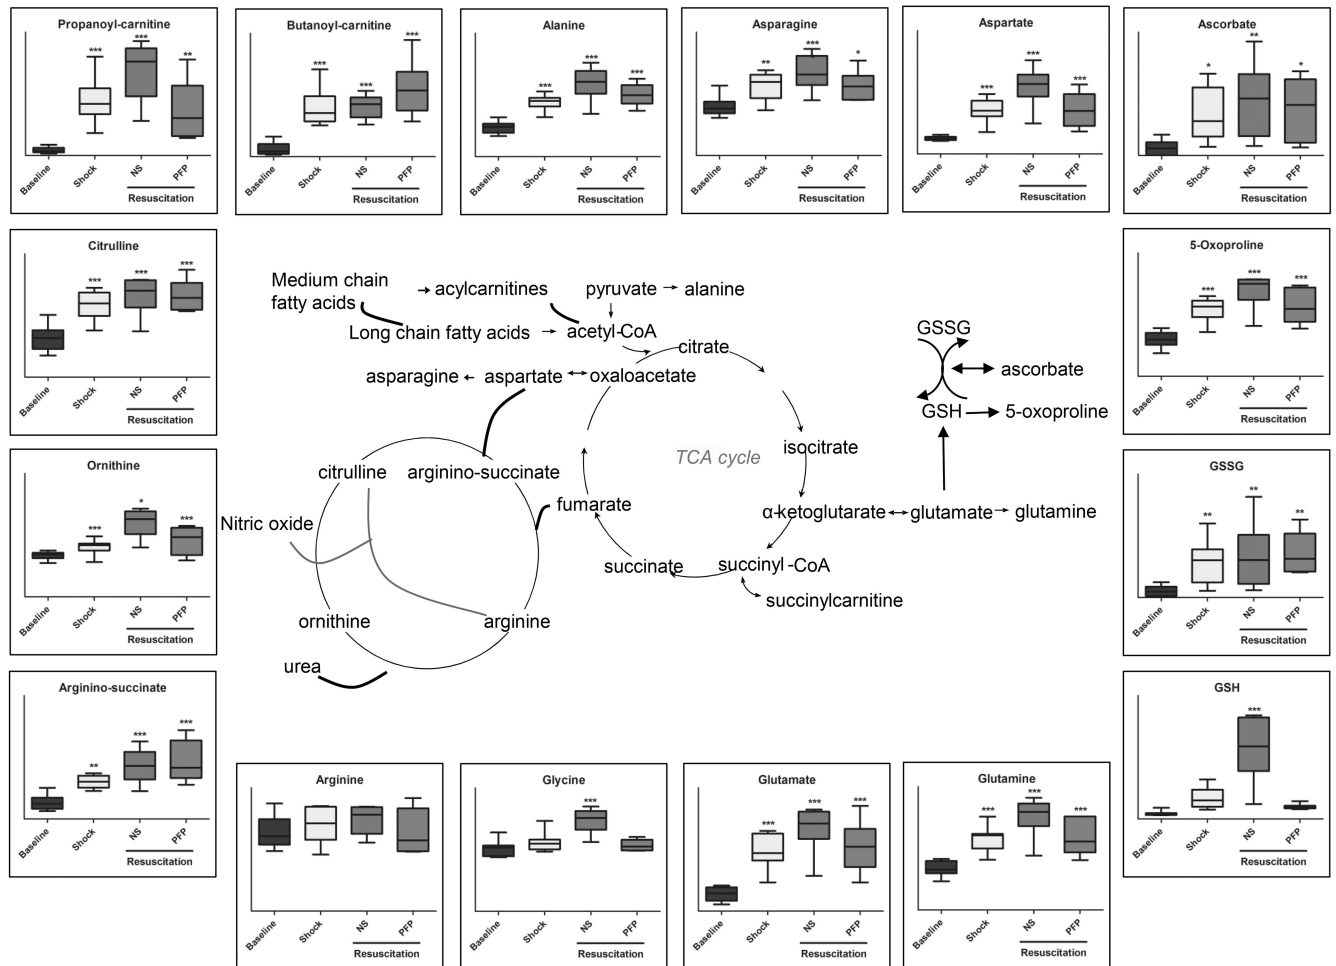 Propanoyl-carnitine
***
***
**
Baseline
Shock
NS
PFP
Resuscitation
Butanoyl-carnitine
***
***
***
Baseline
Shock
NS
PFP
Resuscitation
Alanine
***
***
***
Baseline
Shock
NS
PFP
Resuscitation
Asparagine
**
***
*
Baseline
Shock
NS
PFP
Resuscitation
Aspartate
***
***
***
Baseline
Shock
NS
PFP
Resuscitation
Ascorbate
*
**
*
Baseline
Shock
NS
PFP
Resuscitation
Citrulline
***
***
***
Baseline
Shock
NS
PFP
Resuscitation
Medium chain
fatty acids
acylcarnitines
pyruvate
alanine
Long chain fatty acids
acetyl-CoA
citrate
asparagine
aspartate
oxaloacetate
isocitrate
TCA cycle
citrulline
arginino-succinate
fumarate
α-ketoglutarate
glutamate
glutamine
Nitric oxide
succinate
succinyl-CoA
succinylcarnitine
ornithine
arginine
urea
GSSG
ascorbate
GSH
5-oxoproline
5-Oxoproline
***
***
***
Baseline
Shock
NS
PFP
Resuscitation
Ornithine
***
*
***
Baseline
Shock
NS
PFP
Resuscitation
GSSG
**
**
**
Baseline
Shock
NS
PFP
Resuscitation
Arginino-succinate
**
***
***
Baseline
Shock
NS
PFP
Resuscitation
GSH
***
Baseline
Shock
NS
PFP
Resuscitation
Arginine
Baseline
Shock
NS
PFP
Resuscitation
Glycine
***
Baseline
Shock
NS
PFP
Resuscitation
Glutamate
***
***
***
Baseline
Shock
NS
PFP
Resuscitation
Glutamine
***
***
***
Baseline
Shock
NS
PFP
Resuscitation